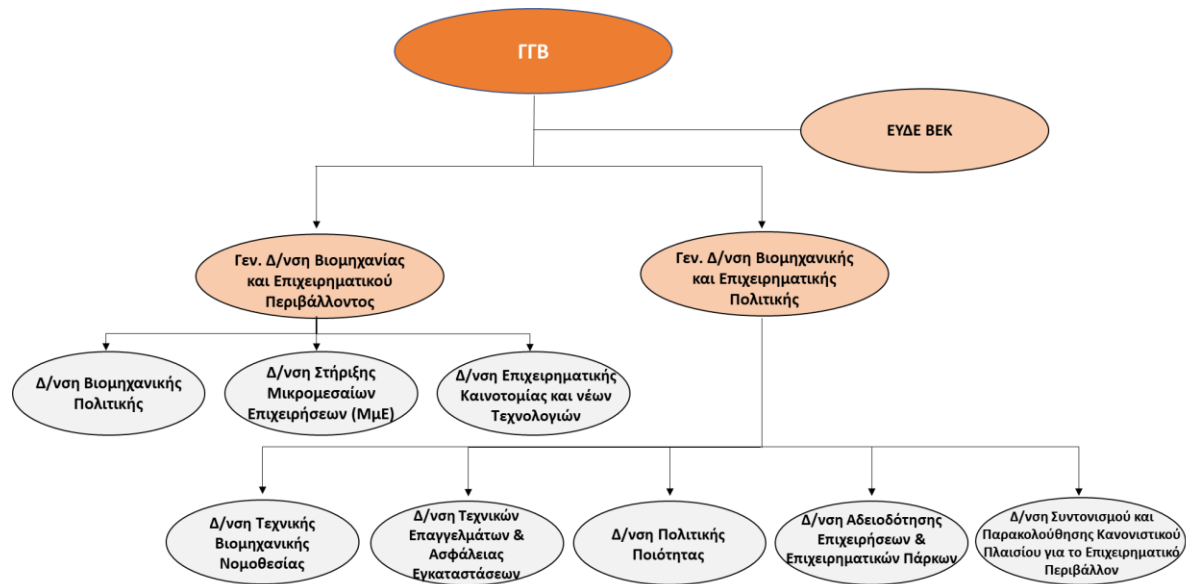 ΓΓΒ
ΕΥΔΕ ΒΕΚ
Γεν. Δ/νση Βιομηχανίας
και Επιχειρηματικού
Περιβάλλοντος
Γεν. Δ/νση Βιομηχανικής
και Επιχειρηματικής
Πολιτικής
Δ/νση Βιομηχανικής
Πολιτικής
Δ/νση Στήριξης
Μικρομεσαίων
Επιχειρήσεων (ΜμΕ)
Δ/νση Επιχειρηματικής
Καινοτομίας και νέων
Τεχνολογιών
Δ/νση Τεχνικής
Βιομηχανικής
Νομοθεσίας
Δ/νση Τεχνικών
Επαγγελμάτων &
Ασφάλειας
Εγκαταστάσεων
Δ/νση Πολιτικής
Ποιότητας
Δ/νση Αδειοδότησης
Επιχειρήσεων &
Επιχειρηματικών Πάρκων
Δ/νση Συντονισμού και
Παρακολούθησης Κανονιστικού
Πλαισίου για το Επιχειρηματικό
Περιβάλλον